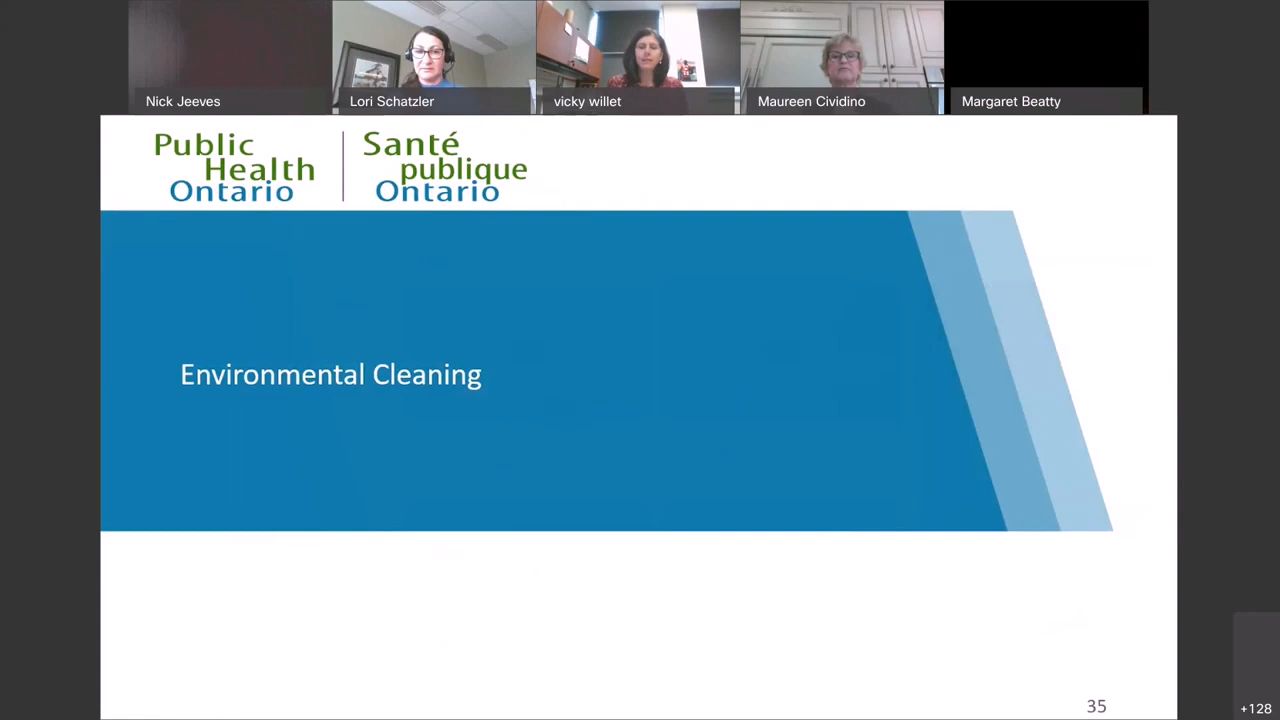 Nick Jeeves
Lori Schatzler
vicky willet
Maureen Cividino
Margaret Beatty
Public
Health
Ontario
Santé
publique
Ontario
Environmental Cleaning
35
+128